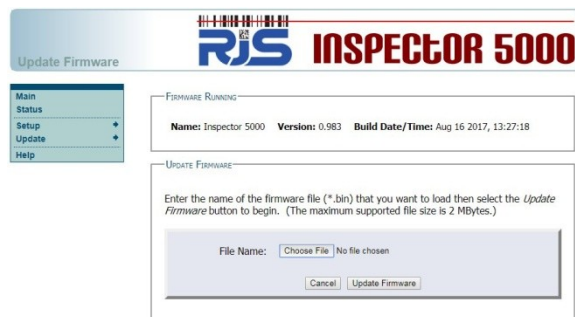 Update Firmware
RJS INSPECTOR 5000
Main
Status
Setup
Update
Help
FIRMWARE RUNNING
Name: Inspector 5000 Version: 0.983 Build Date/Time: Aug 16 2017, 13:27:18
UPDATE FIRMWARE
Enter the name of the firmware file (*.bin) that you want to load then select the Update
Firmware button to begin. (The maximum supported file size is 2 MBytes.)
File Name: Choose File No file chosen
Cancel Update Firmware